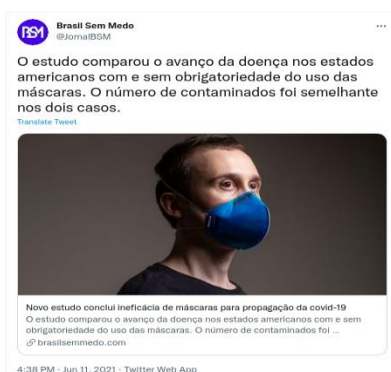 BSM
Brasil Sem Medo
@JornalBSM
O estudo comparou o avanço da doença nos estados
americanos com e sem obrigatoriedade do uso das
máscaras. O número de contaminados foi semelhante
nos dois casos.
Translate Tweet
Novo estudo conclui ineficácia de máscaras para propagação da covid-19
O estudo comparou o avanço da doença nos estados americanos com e sem
obrigatoriedade do uso das máscaras. O número de contaminados foi ...
brasilsemmedo.com
4:38 PM · Jun 11, 2021 · Twitter Web App